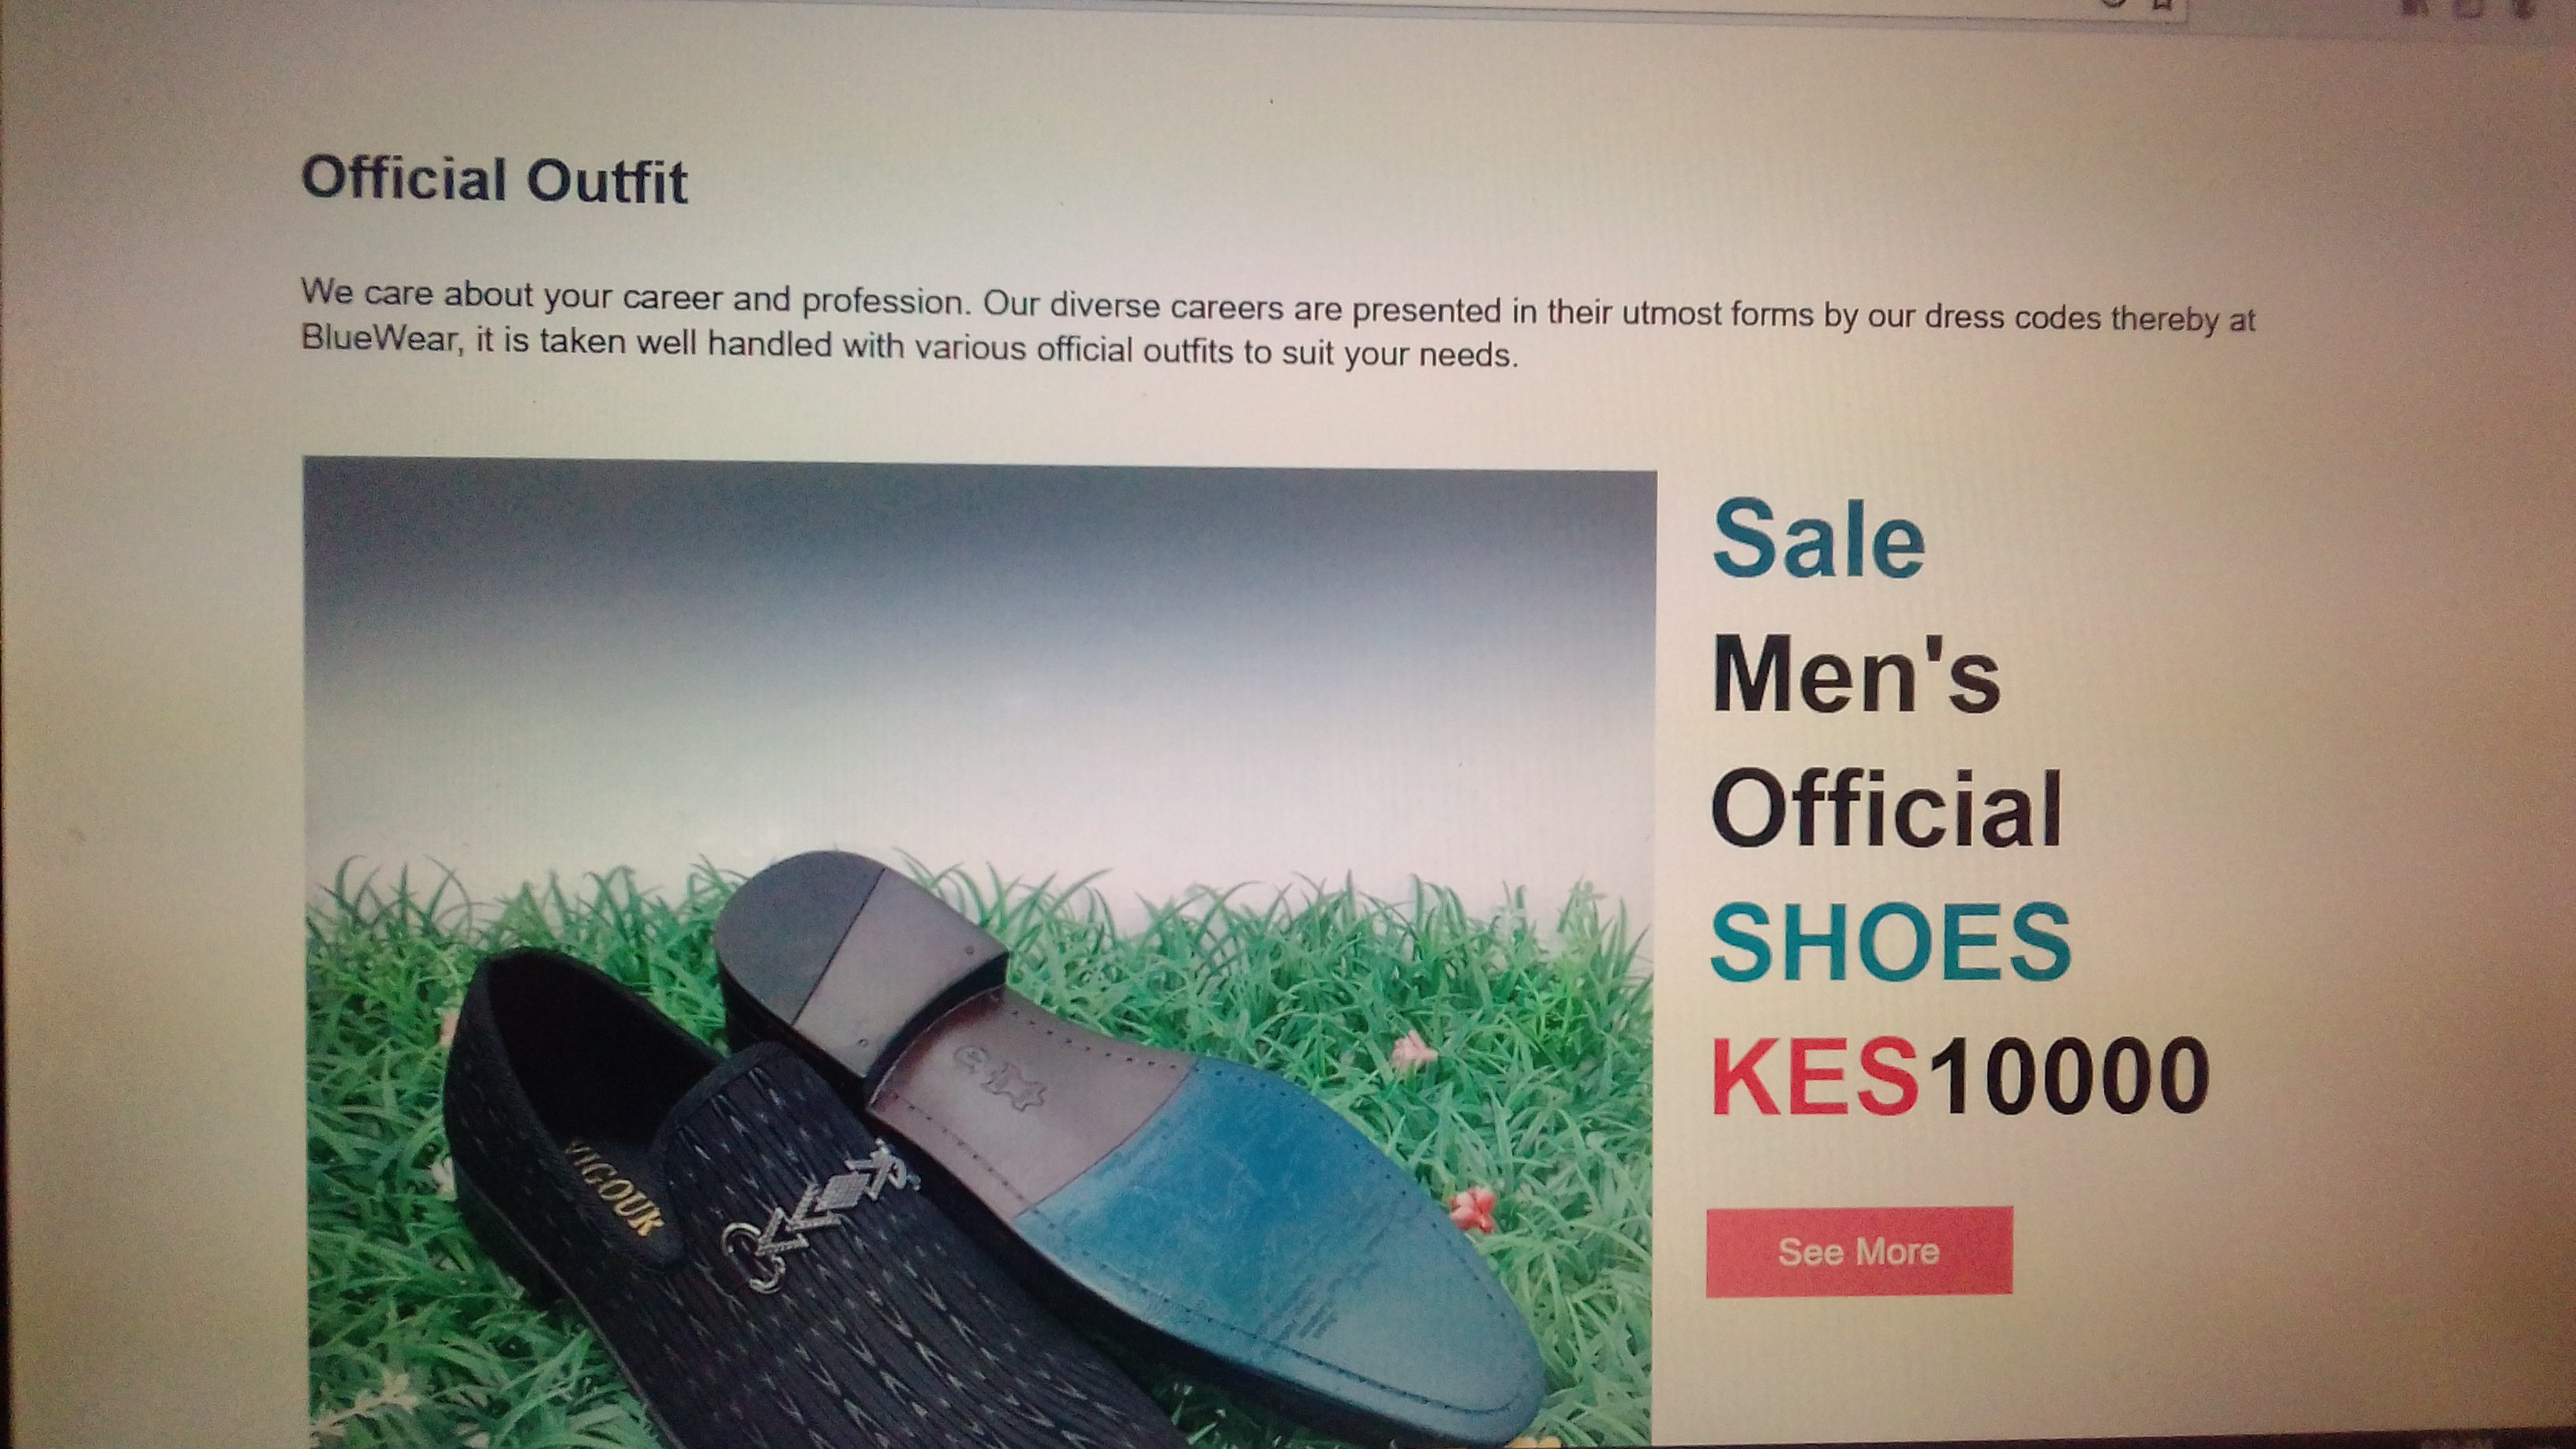 Official Outfit
We care about your career and profession. Our diverse careers are presented in their utmost forms by our dress codes thereby at
BlueWear, it is taken well handled with various official outfits to suit your needs.
Sale
Men's
Official
SHOES
KES10000
VIGOUR
See More